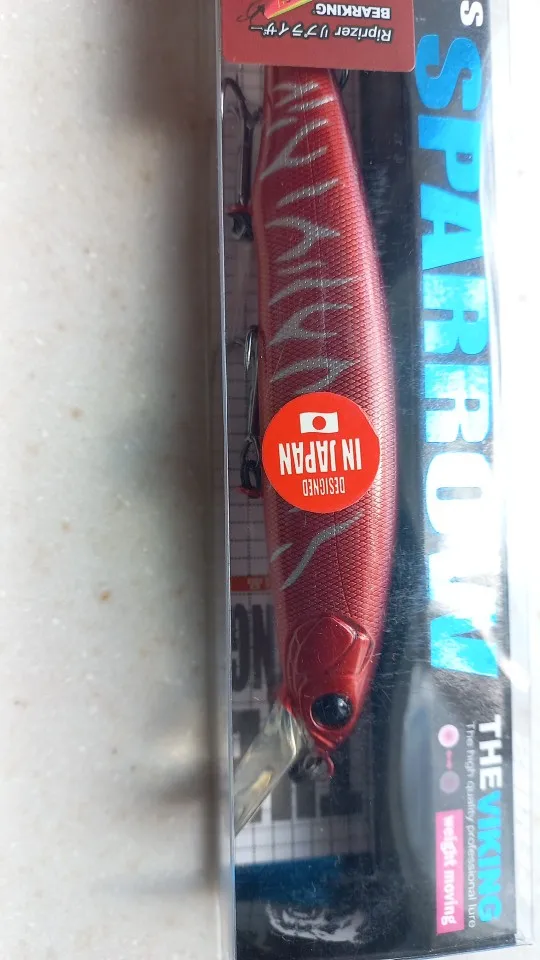 Riprizer リプライザー
BEARKING
S SPARROW
DESIGNED
IN JAPAN
THE VIKING
The high quality professional lure
weight moving